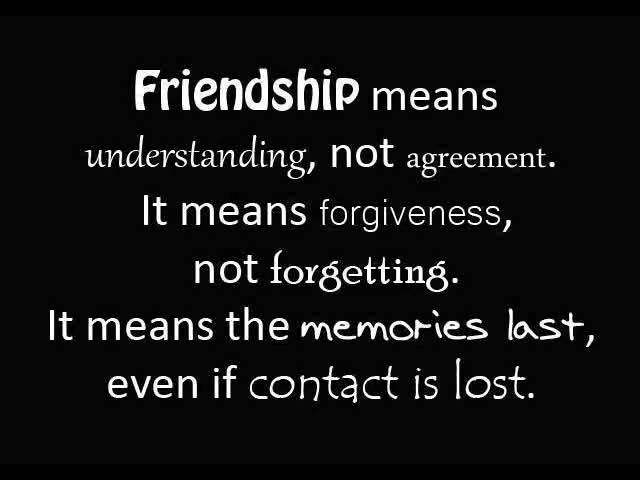 Friendship means
understanding, not agreement.
It means forgiveness,
not forgetting.
It means the memories last,
even if contact is lost.